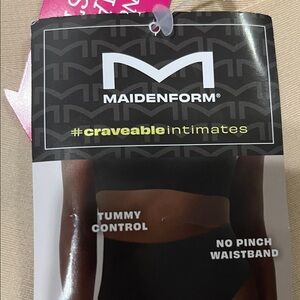 MAIDENFORM®
#craveableintimates
TUMMY
CONTROL
NO PINCH
WAISTBAND